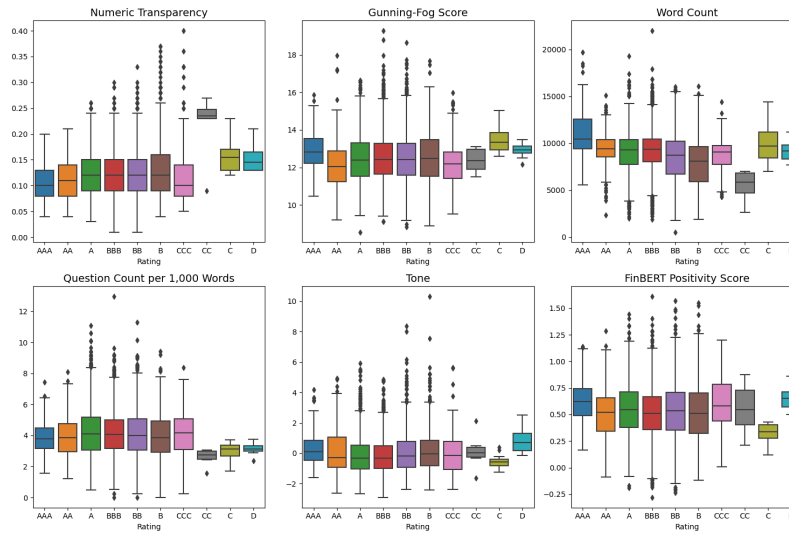 Numeric Transparency
0.40
0.35
0.30
0.25
0.20
0.15
0.10
0.05
0.00
AAA AA A BBB BB B CCC CC C D
Rating
Gunning-Fog Score
18
16
14
12
10
AAA AA A BBB BB B CCC CC C D
Rating
Word Count
20000
15000
10000
5000
0
AAA AA A BBB BB B CCC CC C D
Rating
Question Count per 1,000 Words
12
10
8
6
4
2
0
AAA AA A BBB BB B CCC CC C D
Rating
Tone
10
8
6
4
2
0
−2
AAA AA A BBB BB B CCC CC C D
Rating
FinBERT Positivity Score
1.50
1.25
1.00
0.75
0.50
0.25
0.00
−0.25
AAA AA A BBB BB B CCC CC C D
Rating